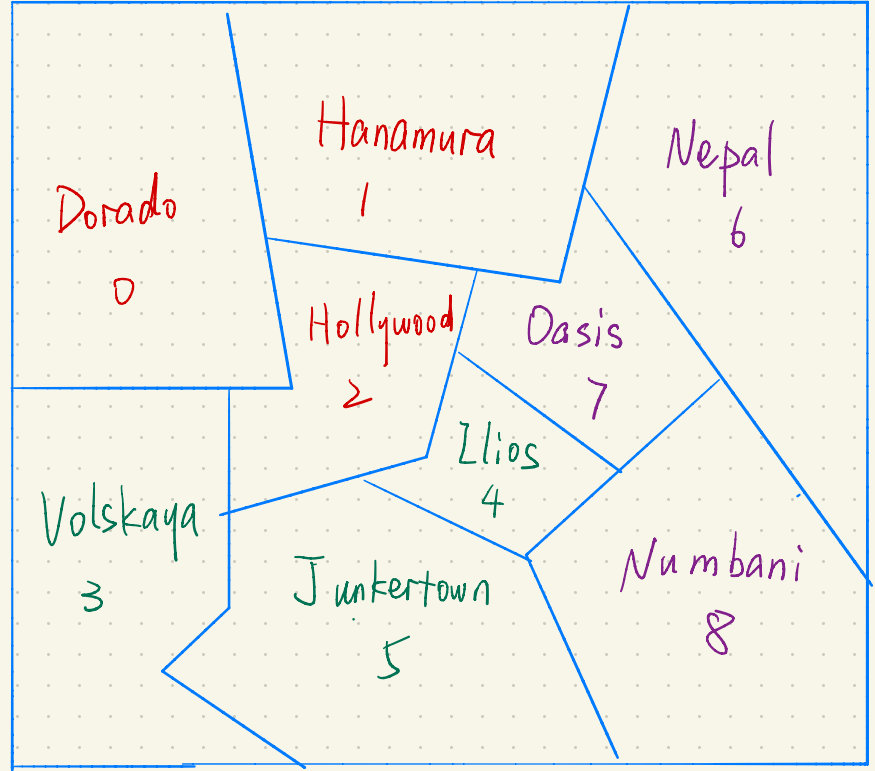 Hanamura
1
Nepal
6
Dorado
0
Hollywood
2
Oasis
7
Ilios
4
Volskaya
3
Junkertown
5
Numbani
8